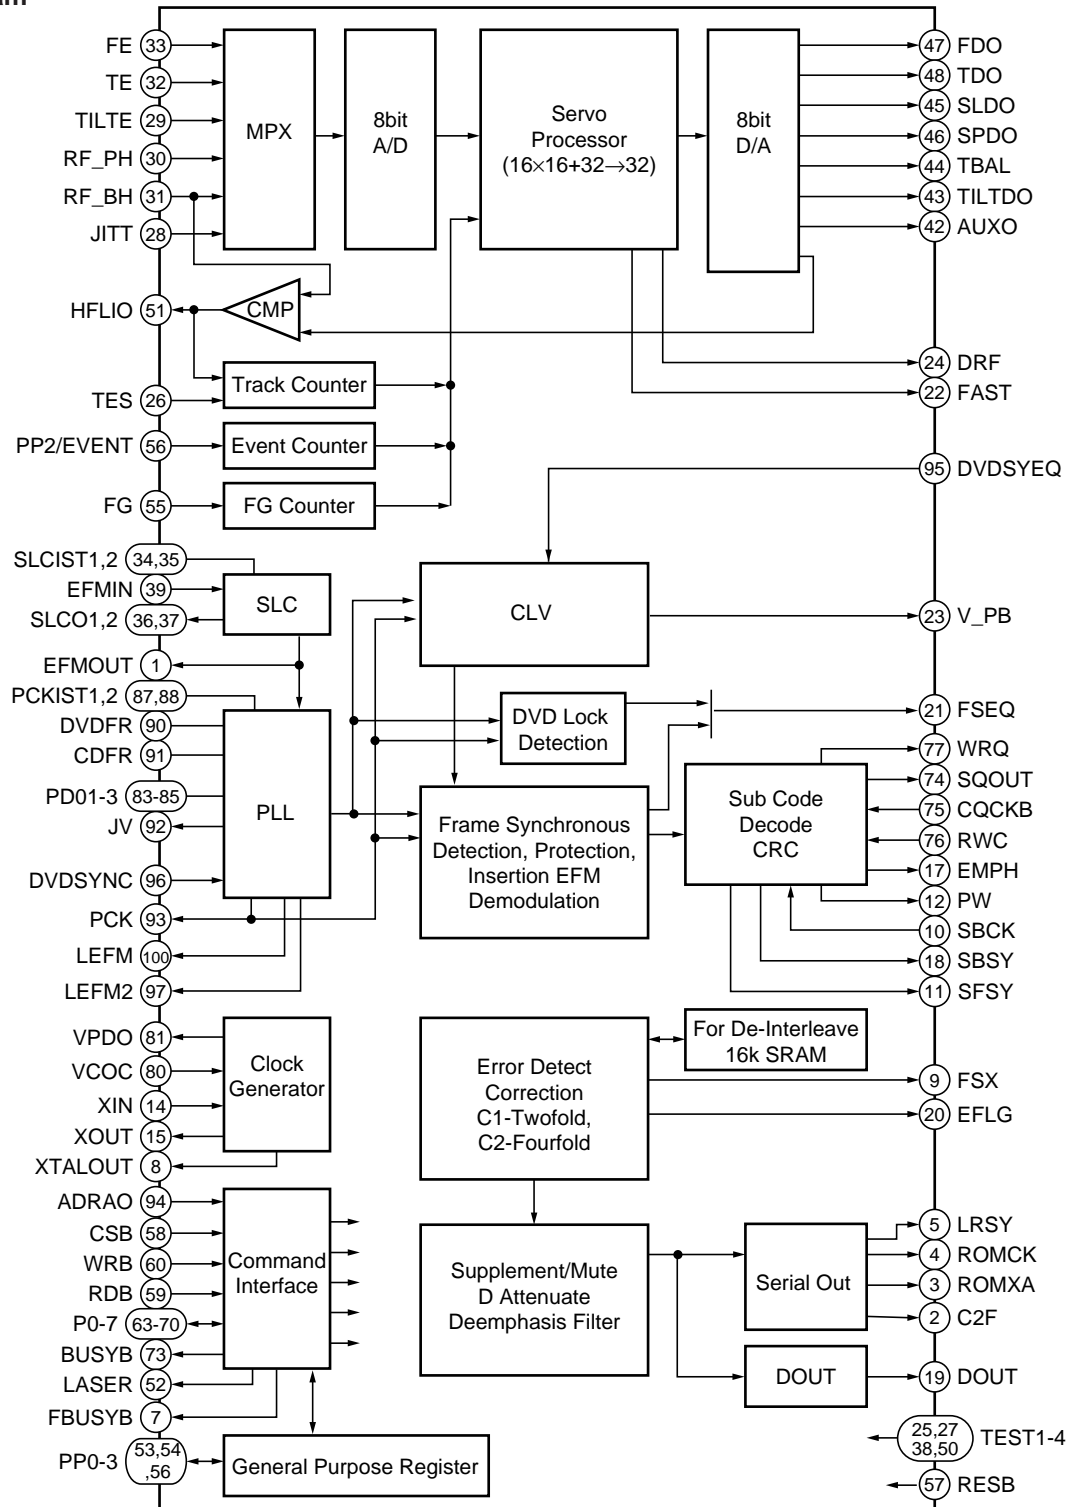 FE 33
TE 32
TILTE 29
RF_PH 30
RF_BH 31
JITT 28
HFLIO 51
TES 26
PP2/EVENT 56
FG 55
SLCIST1,2 34,35
EFMIN 39
SLCO1,2 36,37
EFMOUT 1
PCKIST1,2 87,88
DVDFR 90
CDFR 91
PD01-3 83-85
JV 92
DVDSYNC 96
PCK 93
LEFM 100
LEFM2 97
VPDO 81
VCOC 80
XIN 14
XOUT 15
XTALOUT 8
ADRAO 94
CSB 58
WRB 60
RDB 59
P0-7 63-70
BUSYB 73
LASER 52
FBUSYB 7
PP0-3 53,54
,56
MPX
8bit
A/D
Servo
Processor
(16×16+32→32)
8bit
D/A
CMP
Track Counter
Event Counter
FG Counter
SLC
CLV
PLL
DVD Lock
Detection
Frame Synchronous
Detection, Protection,
Insertion EFM
Demodulation
Sub Code
Decode
CRC
Clock
Generator
Error Detect
Correction
C1-Twofold,
C2-Fourfold
For De-Interleave
16k SRAM
Command
Interface
Supplement/Mute
D Attenuate
Deemphasis Filter
Serial Out
DOUT
General Purpose Register
47 FDO
48 TDO
45 SLDO
46 SPDO
44 TBAL
43 TILTDO
42 AUXO
24 DRF
22 FAST
95 DVDSYEQ
23 V_PB
21 FSEQ
77 WRQ
74 SQOUT
75 CQCKB
76 RWC
17 EMPH
12 PW
10 SBCK
18 SBSY
11 SFSY
9 FSX
20 EFLG
5 LRSY
4 ROMCK
3 ROMXA
2 C2F
19 DOUT
25,27
38,50 TEST1-4
57 RESB